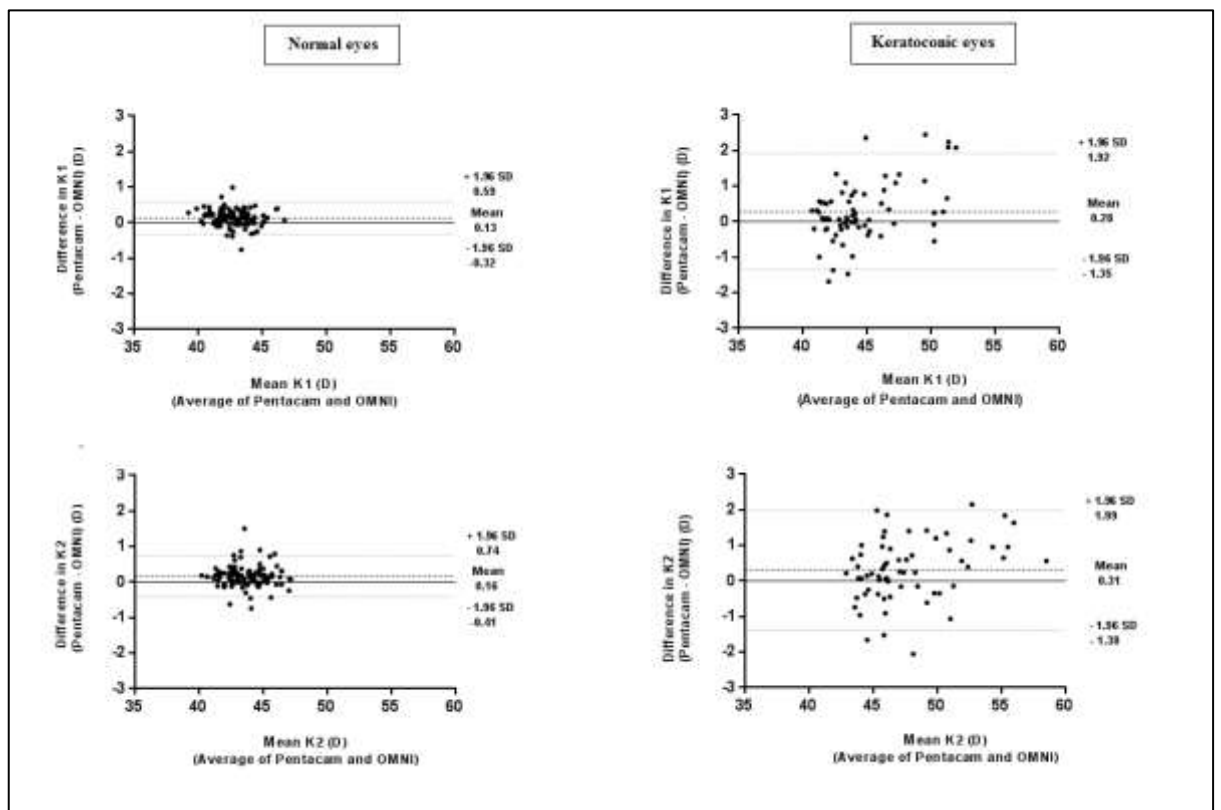 Normal eyes
Keratoconic eyes
Difference in K1
(Pentacam - OMNI) (D)
3
2
1
0
-1
-2
-3
35 40 45 50 55 60
Mean K1 (D)
(Average of Pentacam and OMNI)
+ 1.96 SD
0.59
Mean
0.13
- 1.96 SD
-0.32
Difference in K1
(Pentacam - OMNI) (D)
3
2
1
0
-1
-2
-3
35 40 45 50 55 60
Mean K1 (D)
(Average of Pentacam and OMNI)
+ 1.96 SD
1.92
Mean
0.28
- 1.96 SD
- 1.35
Difference in K2
(Pentacam - OMNI) (D)
3
2
1
0
-1
-2
-3
35 40 45 50 55 60
Mean K2 (D)
(Average of Pentacam and OMNI)
+ 1.96 SD
0.74
Mean
0.16
- 1.96 SD
-0.41
Difference in K2
(Pentacam - OMNI) (D)
3
2
1
0
-1
-2
-3
35 40 45 50 55 60
Mean K2 (D)
(Average of Pentacam and OMNI)
+ 1.96 SD
1.99
Mean
0.31
- 1.96 SD